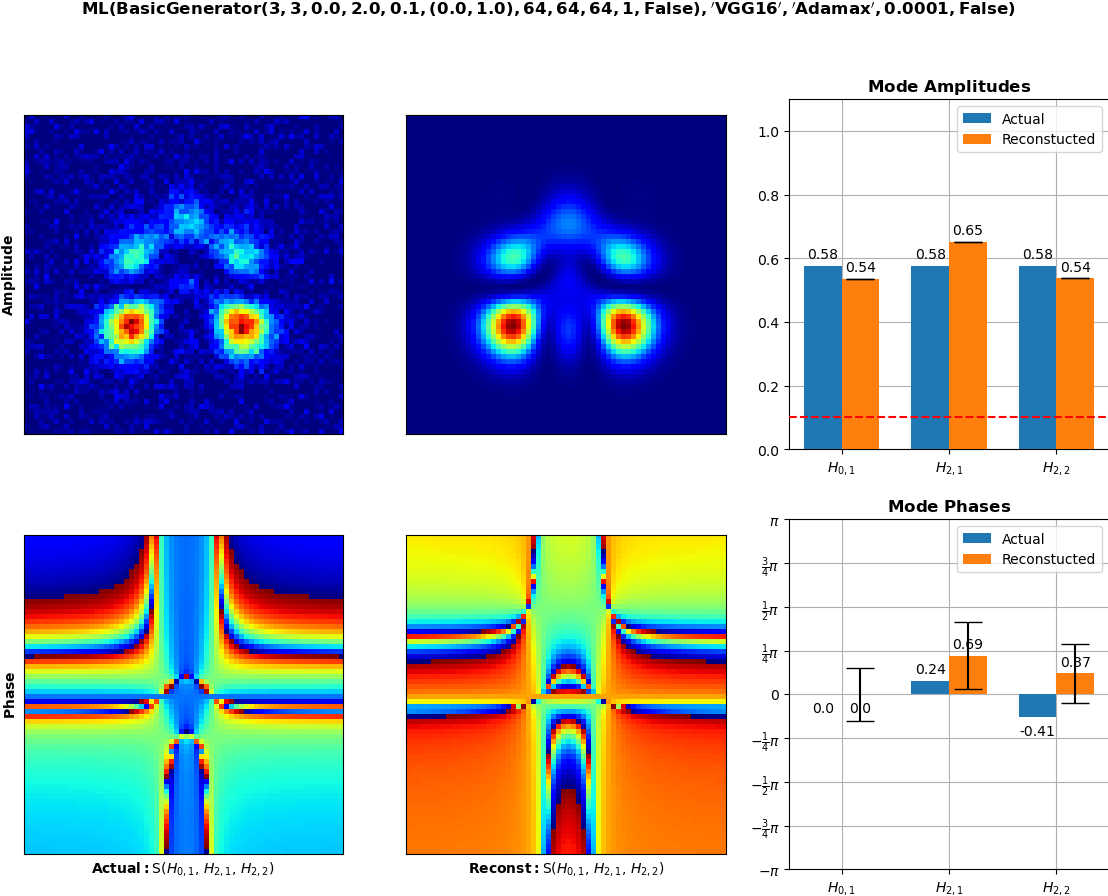 ML(BasicGenerator(3, 3, 0.0, 2.0, 0.1, (0.0, 1.0), 64, 64, 64, 1, False), ′VGG16′, ′Adamax′, 0.0001, False)
Mode Amplitudes
Amplitude
1.0
0.8
0.6
0.4
0.2
0.0
Actual
Reconstucted
0.58
0.54
0.58
0.65
0.58
0.54
H0, 1
H2, 1
H2, 2
Mode Phases
Phase
π
3/4π
1/2π
1/4π
0
−1/4π
−1/2π
−3/4π
−π
Actual
Reconstucted
0.0
0.0
0.24
0.69
-0.41
0.37
H0, 1
H2, 1
H2, 2
Actual: S(H0, 1, H2, 1, H2, 2)
Reconst: S(H0, 1, H2, 1, H2, 2)